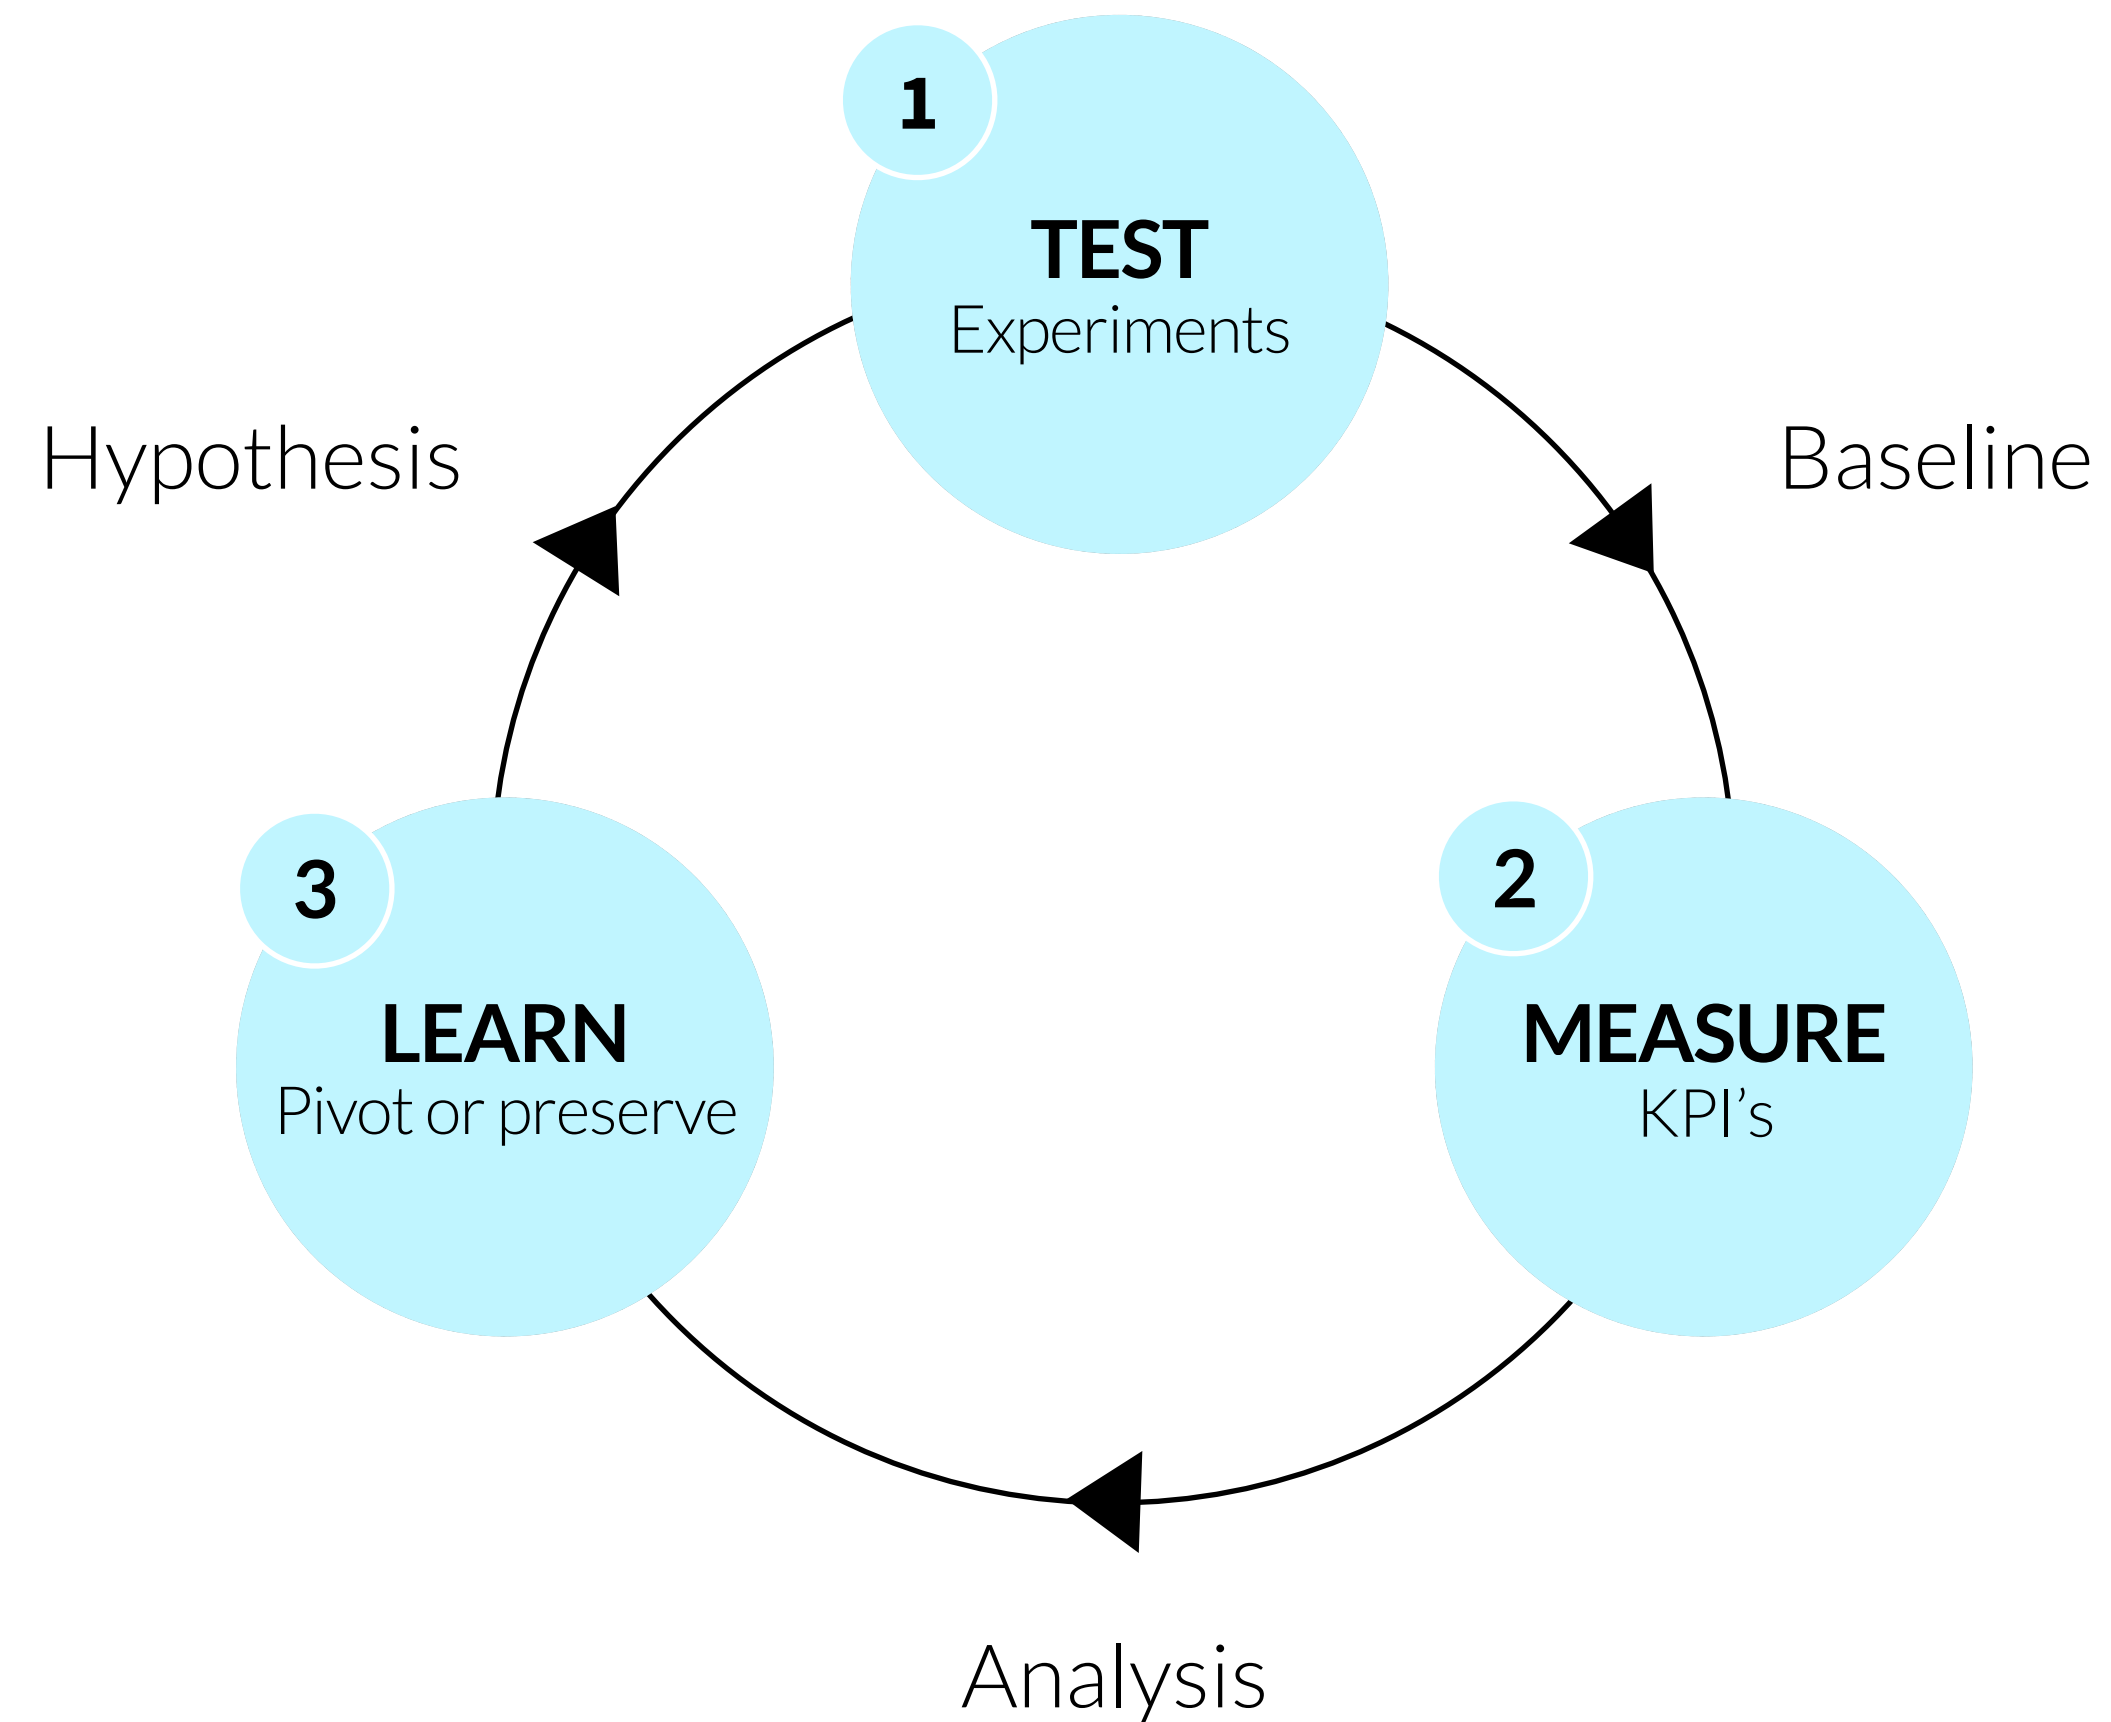 1
TEST
Experiments
Hypothesis
Baseline
3
LEARN
Pivot or preserve
2
MEASURE
KPI’s
Analysis